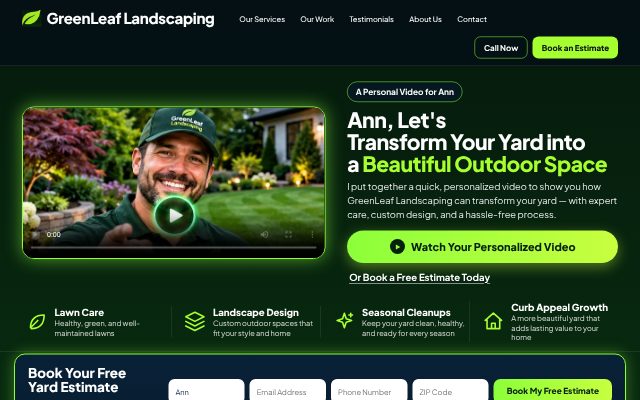 GreenLeaf Landscaping
Our Services
Our Work
Testimonials
About Us
Contact
Call Now
Book an Estimate
A Personal Video for Ann
Ann, Let's
Transform Your Yard into
a Beautiful Outdoor Space
I put together a quick, personalized video to show you how
GreenLeaf Landscaping can transform your yard — with expert
care, custom design, and a hassle-free process.
GreenLeaf
Landscaping
0:00
Watch Your Personalized Video
Or Book a Free Estimate Today
Lawn Care
Healthy, green, and well-
maintained lawns
Landscape Design
Custom outdoor spaces that
fit your style and home
Seasonal Cleanups
Keep your yard clean, healthy,
and ready for every season
Curb Appeal Growth
A more beautiful yard that
adds lasting value to your
home
Book Your Free
Yard Estimate
Ann
Email Address
Phone Number
ZIP Code
Book My Free Estimate